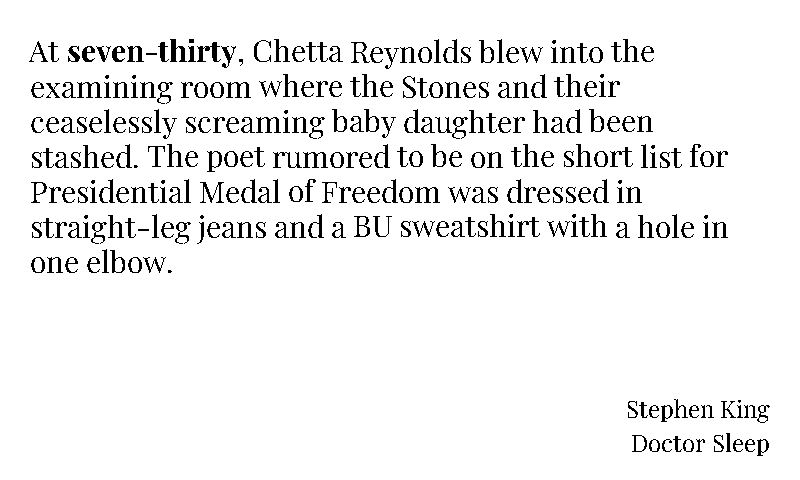 At seven-thirty, Chetta Reynolds blew into the
examining room where the Stones and their
ceaselessly screaming baby daughter had been
stashed. The poet rumored to be on the short list for
Presidential Medal of Freedom was dressed in
straight-leg jeans and a BU sweatshirt with a hole in
one elbow.
Stephen King
Doctor Sleep